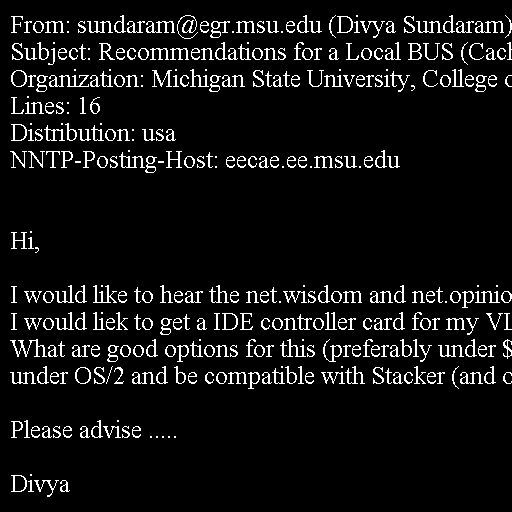 From: sundaram@egr.msu.edu (Divya Sundaram)
Subject: Recommendations for a Local BUS (Cach
Organization: Michigan State University, College o
Lines: 16
Distribution: usa
NNTP-Posting-Host: eecae.ee.msu.edu
Hi,
I would like to hear the net.wisdom and net.opinio
I would liek to get a IDE controller card for my VL
What are good options for this (preferably under $
under OS/2 and be compatible with Stacker (and o
Please advise .....
Divya